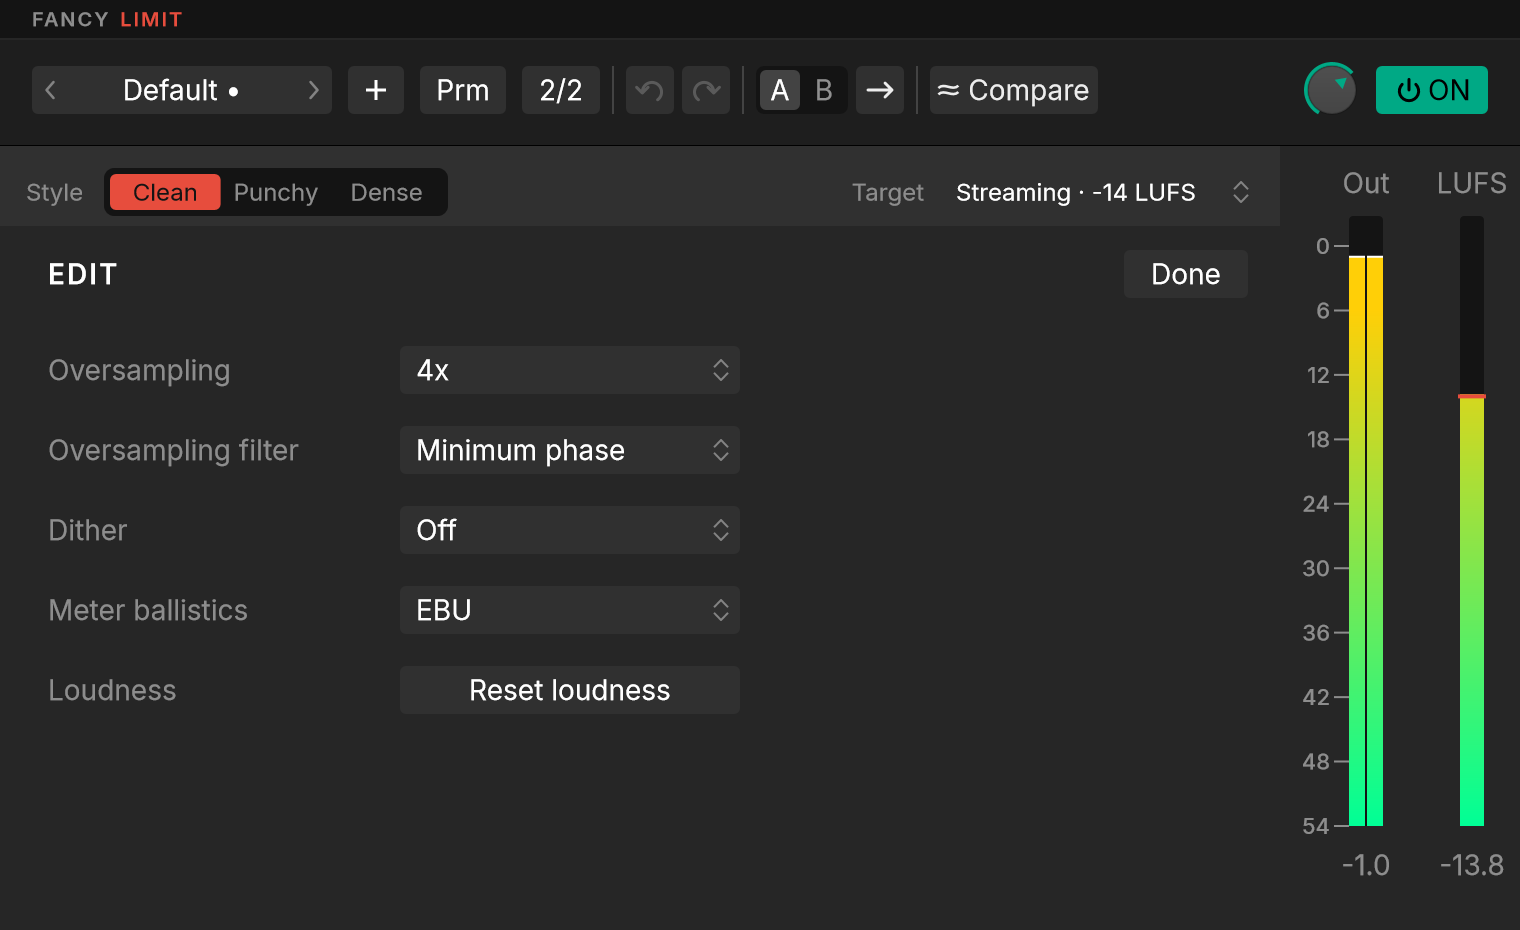 FANCY LIMIT
Default •
+ Prm 2/2 A B → ≈ Compare ON
Style Clean Punchy Dense Target Streaming · -14 LUFS
Out LUFS
EDIT Done
Oversampling 4x
Oversampling filter Minimum phase
Dither Off
Meter ballistics EBU
Loudness Reset loudness
0
6
12
18
24
30
36
42
48
54
-1.0 -13.8